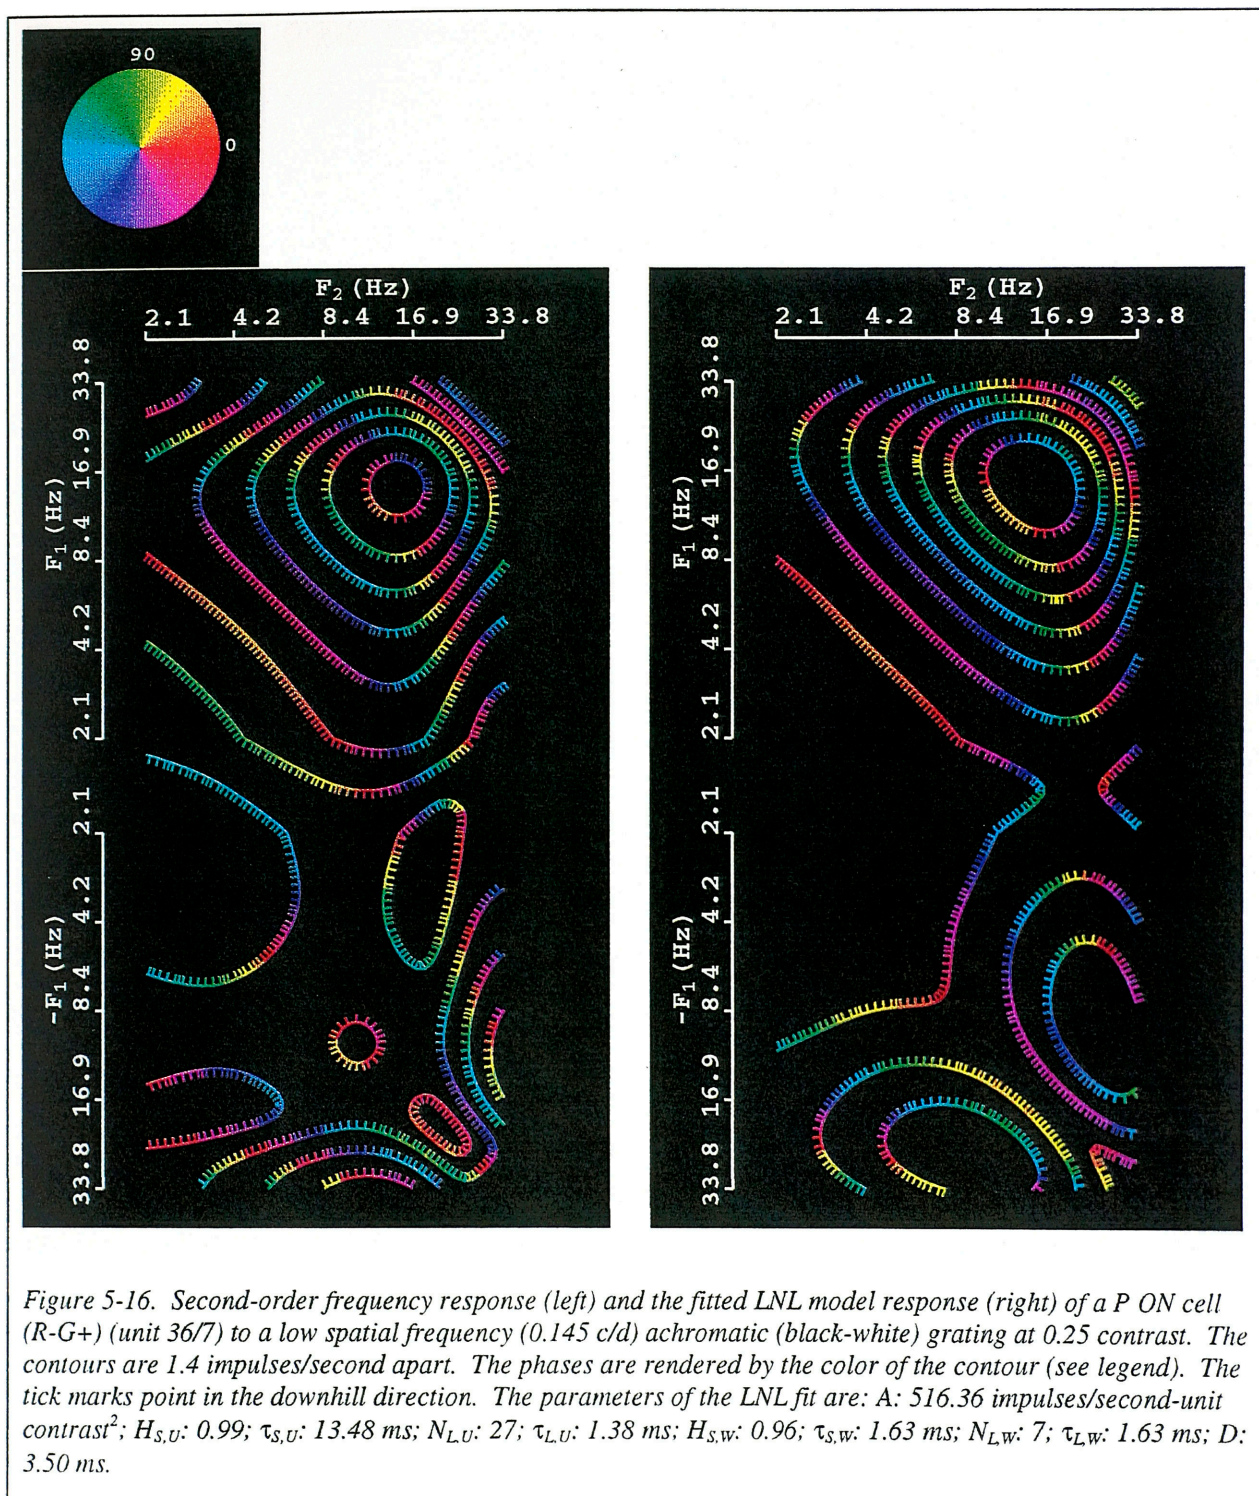 90
0
F2 (Hz)
2.1 4.2 8.4 16.9 33.8
F1 (Hz)
33.8 16.9 8.4 4.2 2.1
-F1 (Hz)
2.1 4.2 8.4 16.9 33.8
F2 (Hz)
2.1 4.2 8.4 16.9 33.8
F1 (Hz)
33.8 16.9 8.4 4.2 2.1
-F1 (Hz)
2.1 4.2 8.4 16.9 33.8
Figure 5-16. Second-order frequency response (left) and the fitted LNL model response (right) of a P ON cell
(R-G+) (unit 36/7) to a low spatial frequency (0.145 c/d) achromatic (black-white) grating at 0.25 contrast. The
contours are 1.4 impulses/second apart. The phases are rendered by the color of the contour (see legend). The
tick marks point in the downhill direction. The parameters of the LNL fit are: A: 516.36 impulses/second-unit
contrast²; HS,U: 0.99; τS,U: 13.48 ms; NL,U: 27; τL,U: 1.38 ms; HS,W: 0.96; τS,W: 1.63 ms; NL,W: 7; τL,W: 1.63 ms; D:
3.50 ms.